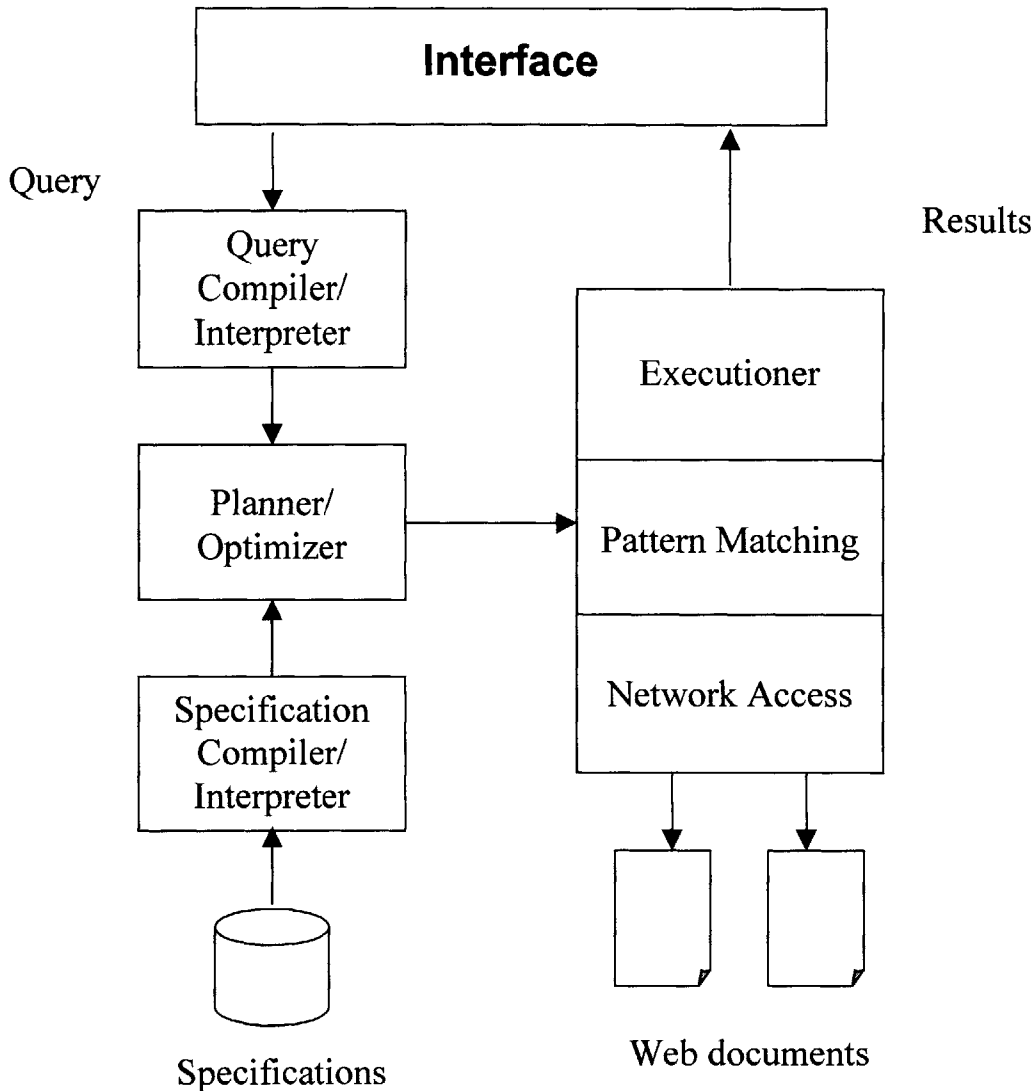 Interface
Query
Results
Query
Compiler/
Interpreter
Executioner
Planner/
Optimizer
Pattern Matching
Network Access
Specification
Compiler/
Interpreter
Web documents
Specifications